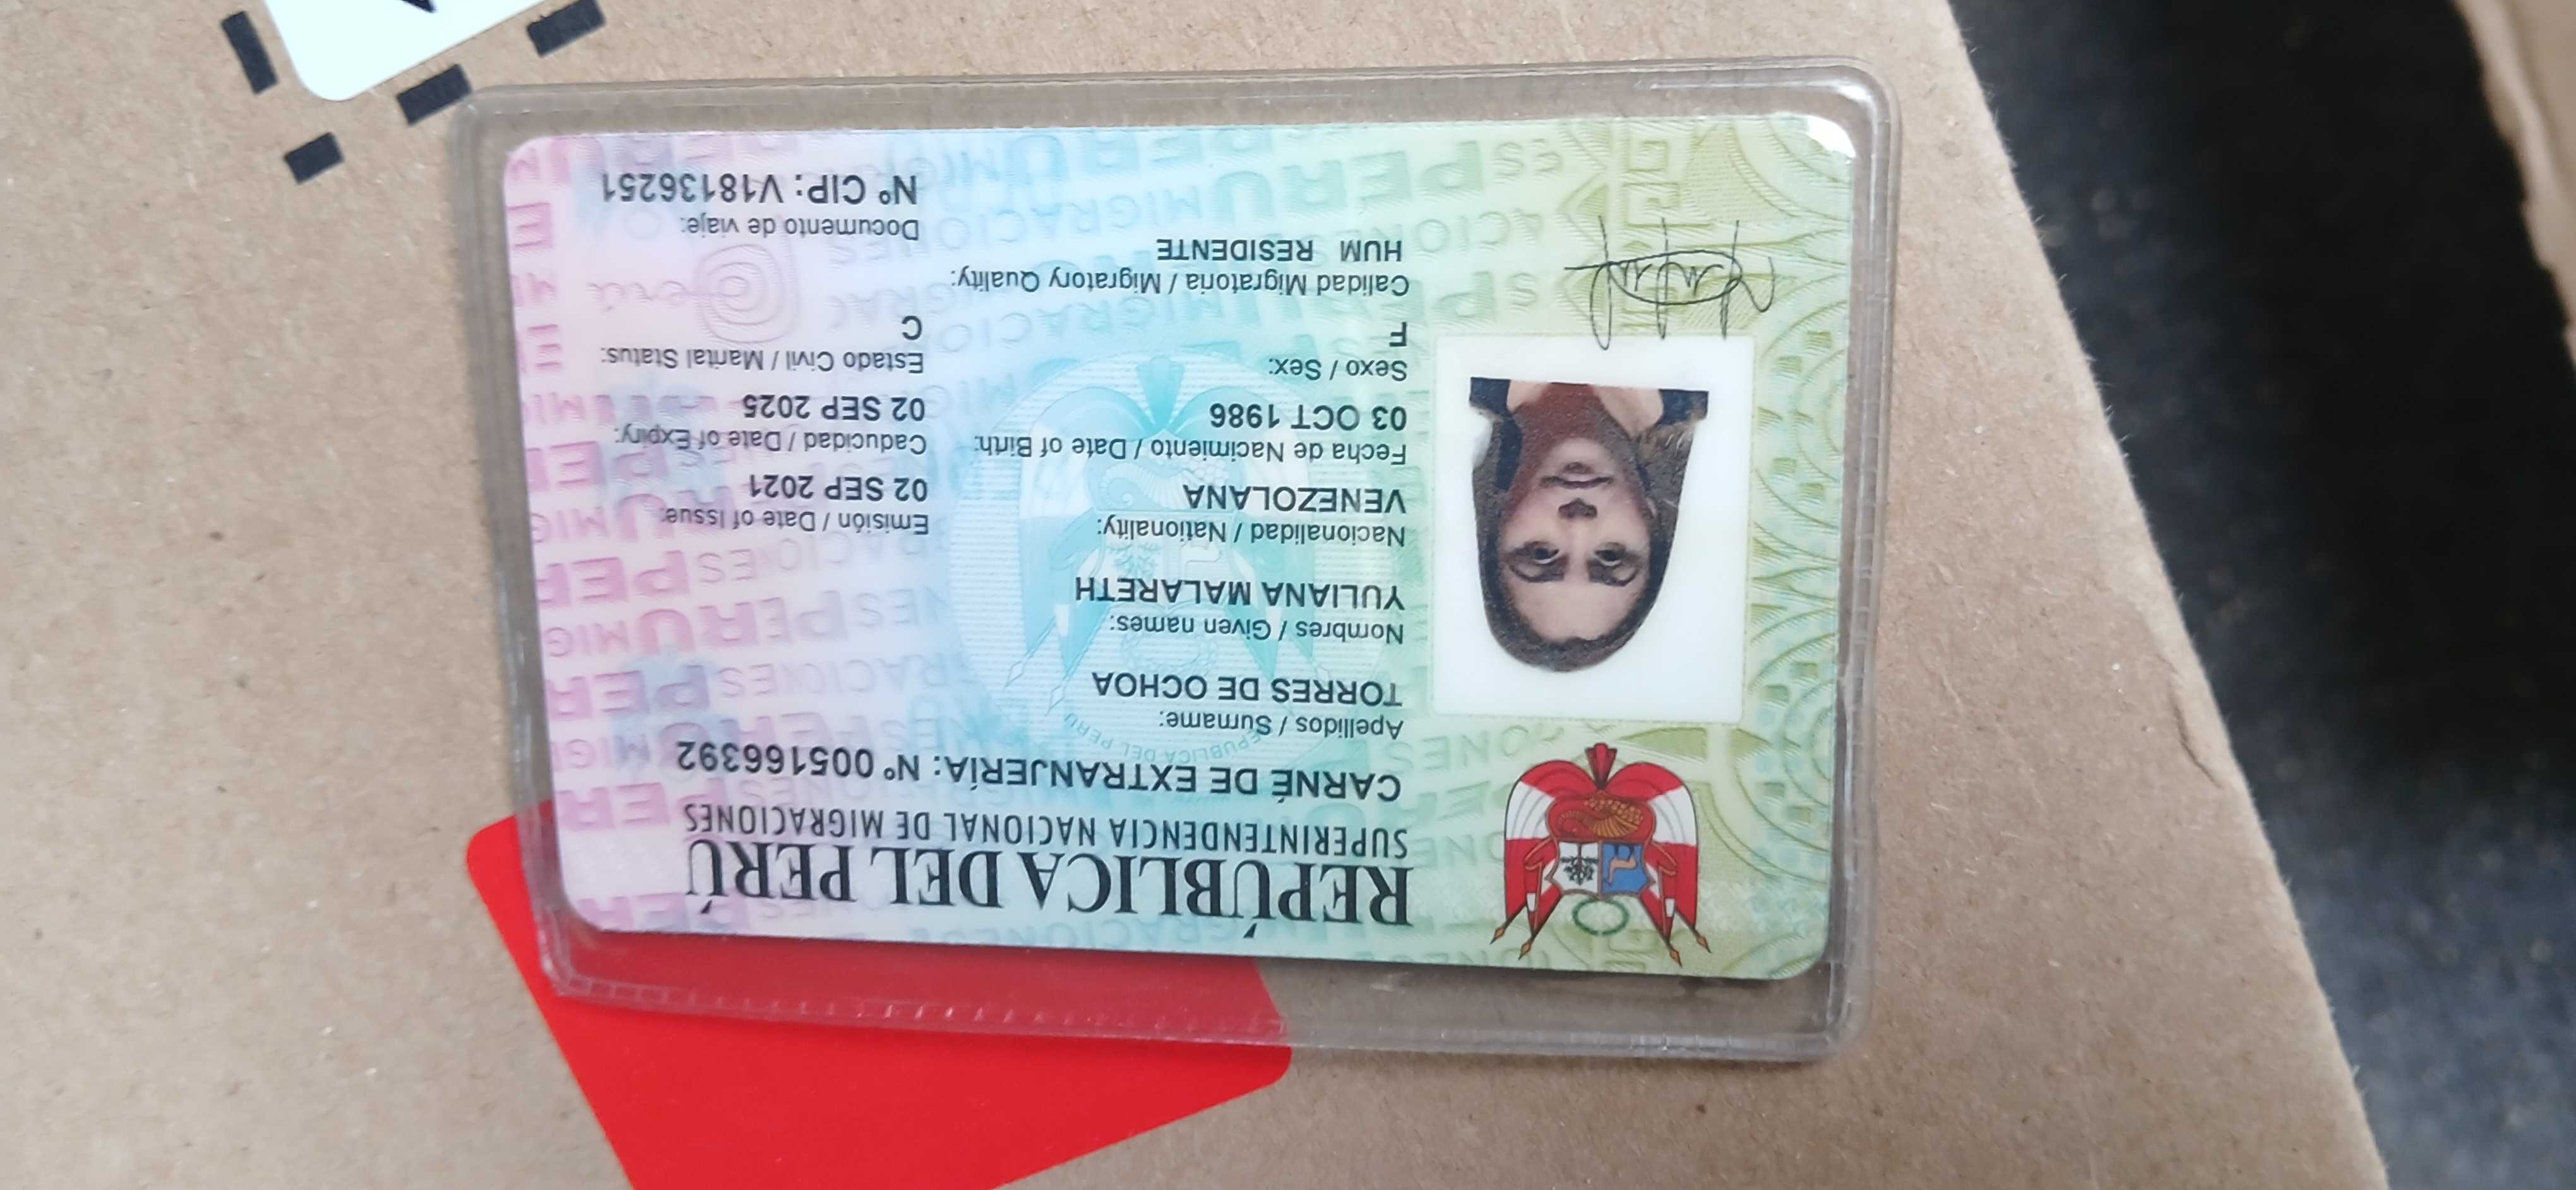 REPÚBLICA DEL PERÚ
SUPERINTENDENCIA NACIONAL DE MIGRACIONES
CARNÉ DE EXTRANJERÍA: Nº 005166392
Apellidos / Surname:
TORRES DE OCHOA
Nombres / Given names:
YULIANA MALARETH
Nacionalidad / Nationality:
VENEZOLANA
Fecha de Nacimiento / Date of Birth:
03 OCT 1986
Sexo / Sex:
F
Calidad Migratoria / Migratory Quality:
HUM RESIDENTE
Emisión / Date of Issue:
02 SEP 2021
Caducidad / Date of Expiry:
02 SEP 2025
Estado Civil / Marital Status:
C
Documento de viaje:
Nº CIP: V18136251